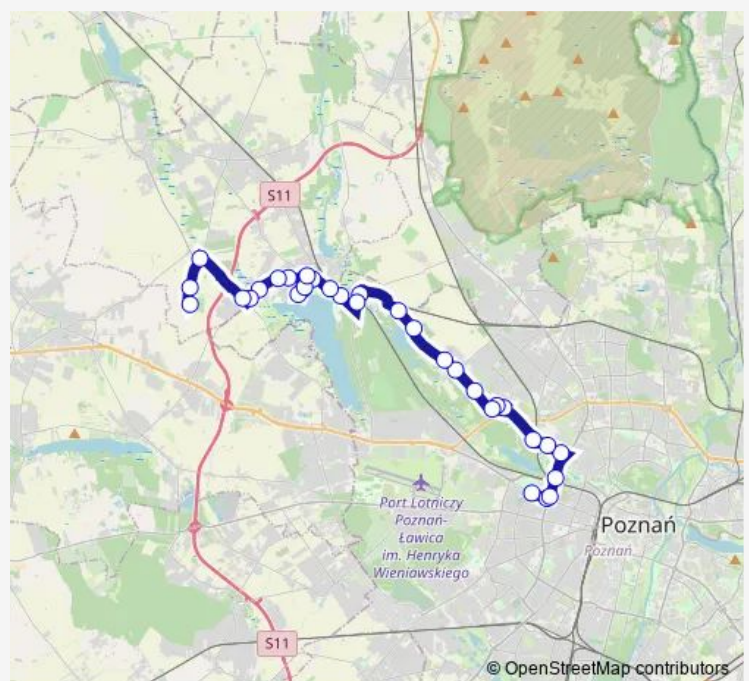 S11
Port Lotniczy
Poznań-
Ławica
im. Henryka
Wieniawskiego
Poznań
Poznań
S11
© OpenStreetMap contributors